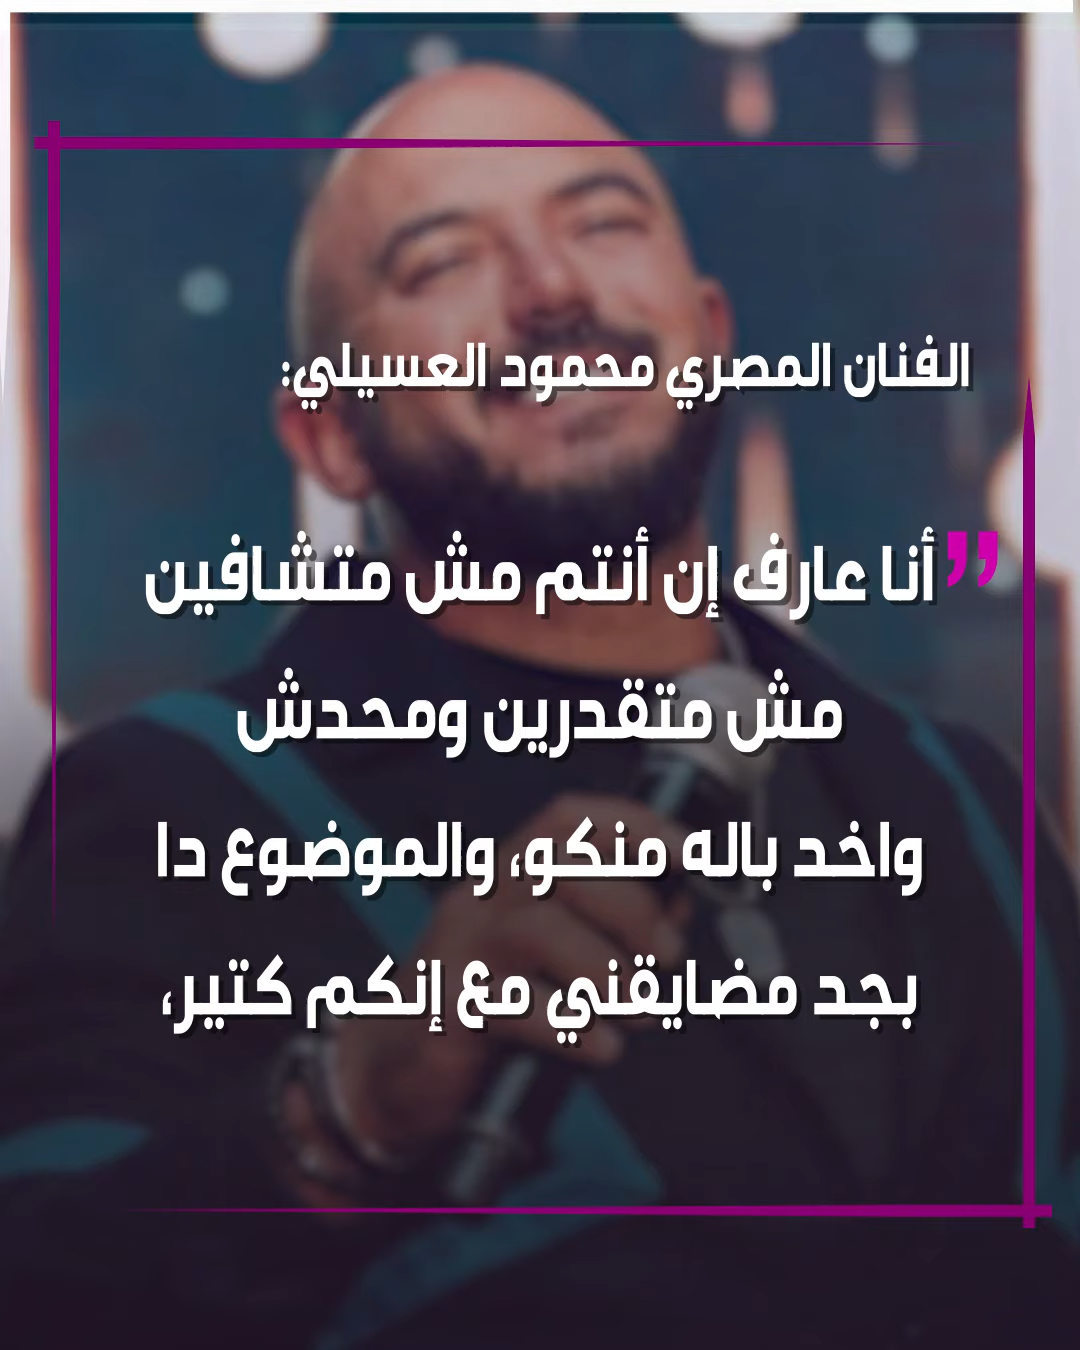 الفنان المصري محمود العسيلي:
"أنا عارف إن أنتم مش متشافين
مش متقدرين ومحدش
واخد باله منكو، والموضوع دا
بجد مضايقني مع إنكم كتير،